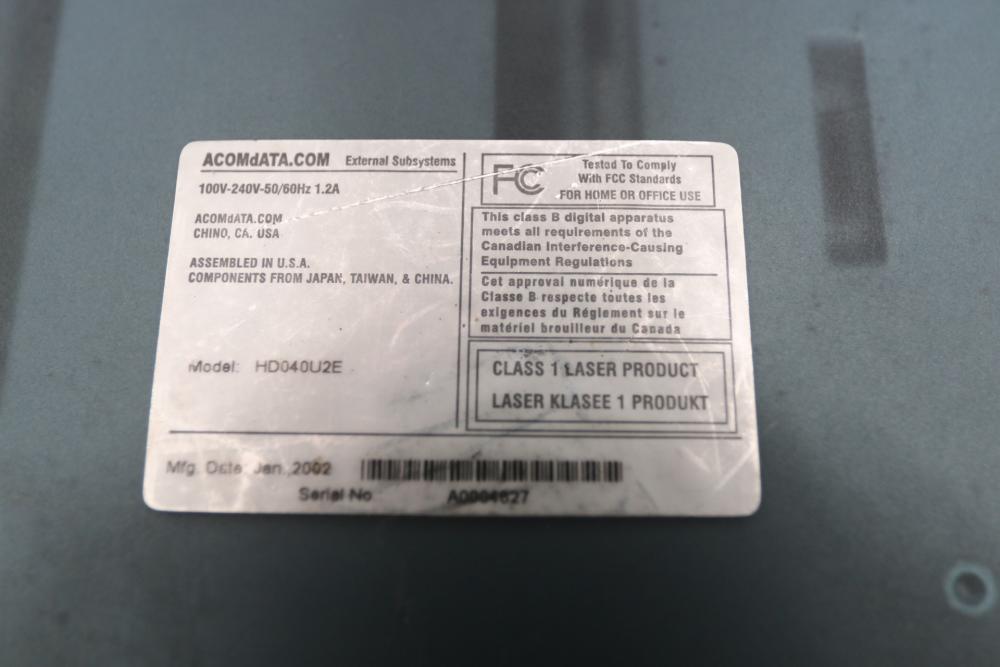 ACOMdATA.COM External Subsystems
100V-240V-50/60Hz 1.2A
ACOMdATA.COM
CHINO, CA. USA
ASSEMBLED IN U.S.A.
COMPONENTS FROM JAPAN, TAIWAN, & CHINA.
Model: HD040U2E
FC
Tested To Comply
With FCC Standards
FOR HOME OR OFFICE USE
This class B digital apparatus
meets all requirements of the
Canadian Interference-Causing
Equipment Regulations
Cet approval numérique de la
Classe B respecte toutes les
exigences du Réglement sur le
matériel brouilleur du Canada
CLASS 1 LASER PRODUCT
LASER KLASEE 1 PRODUKT
Mfg. Date: Jan.,2002
Serial No
A0004627